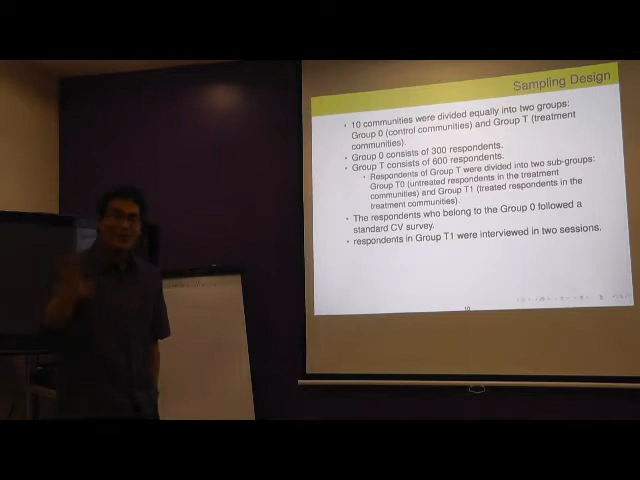 Sampling Design
• 10 communities were divided equally into two groups:
Group 0 (control communities) and Group T (treatment
communities).
• Group 0 consists of 300 respondents.
• Group T consists of 600 respondents.
• Respondents of Group T were divided into two sub-groups:
Group T0 (untreated respondents in the treatment
communities) and Group T1 (treated respondents in the
treatment communities).
• The respondents who belong to the Group 0 followed a
standard CV survey.
• respondents in Group T1 were interviewed in two sessions.
10